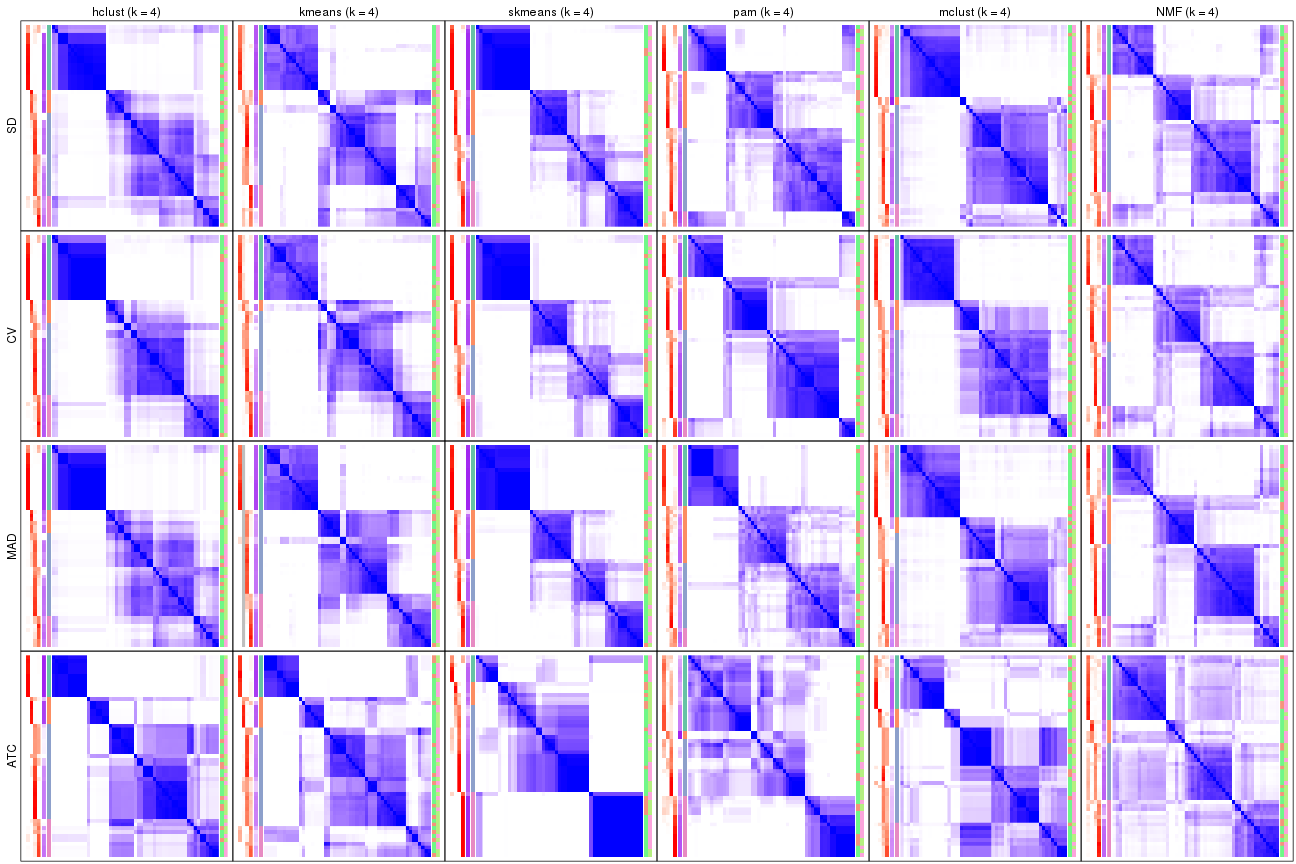 hclust (k = 4) kmeans (k = 4) skmeans (k = 4) pam (k = 4) mclust (k = 4) NMF (k = 4)
SD
CV
MAD
ATC